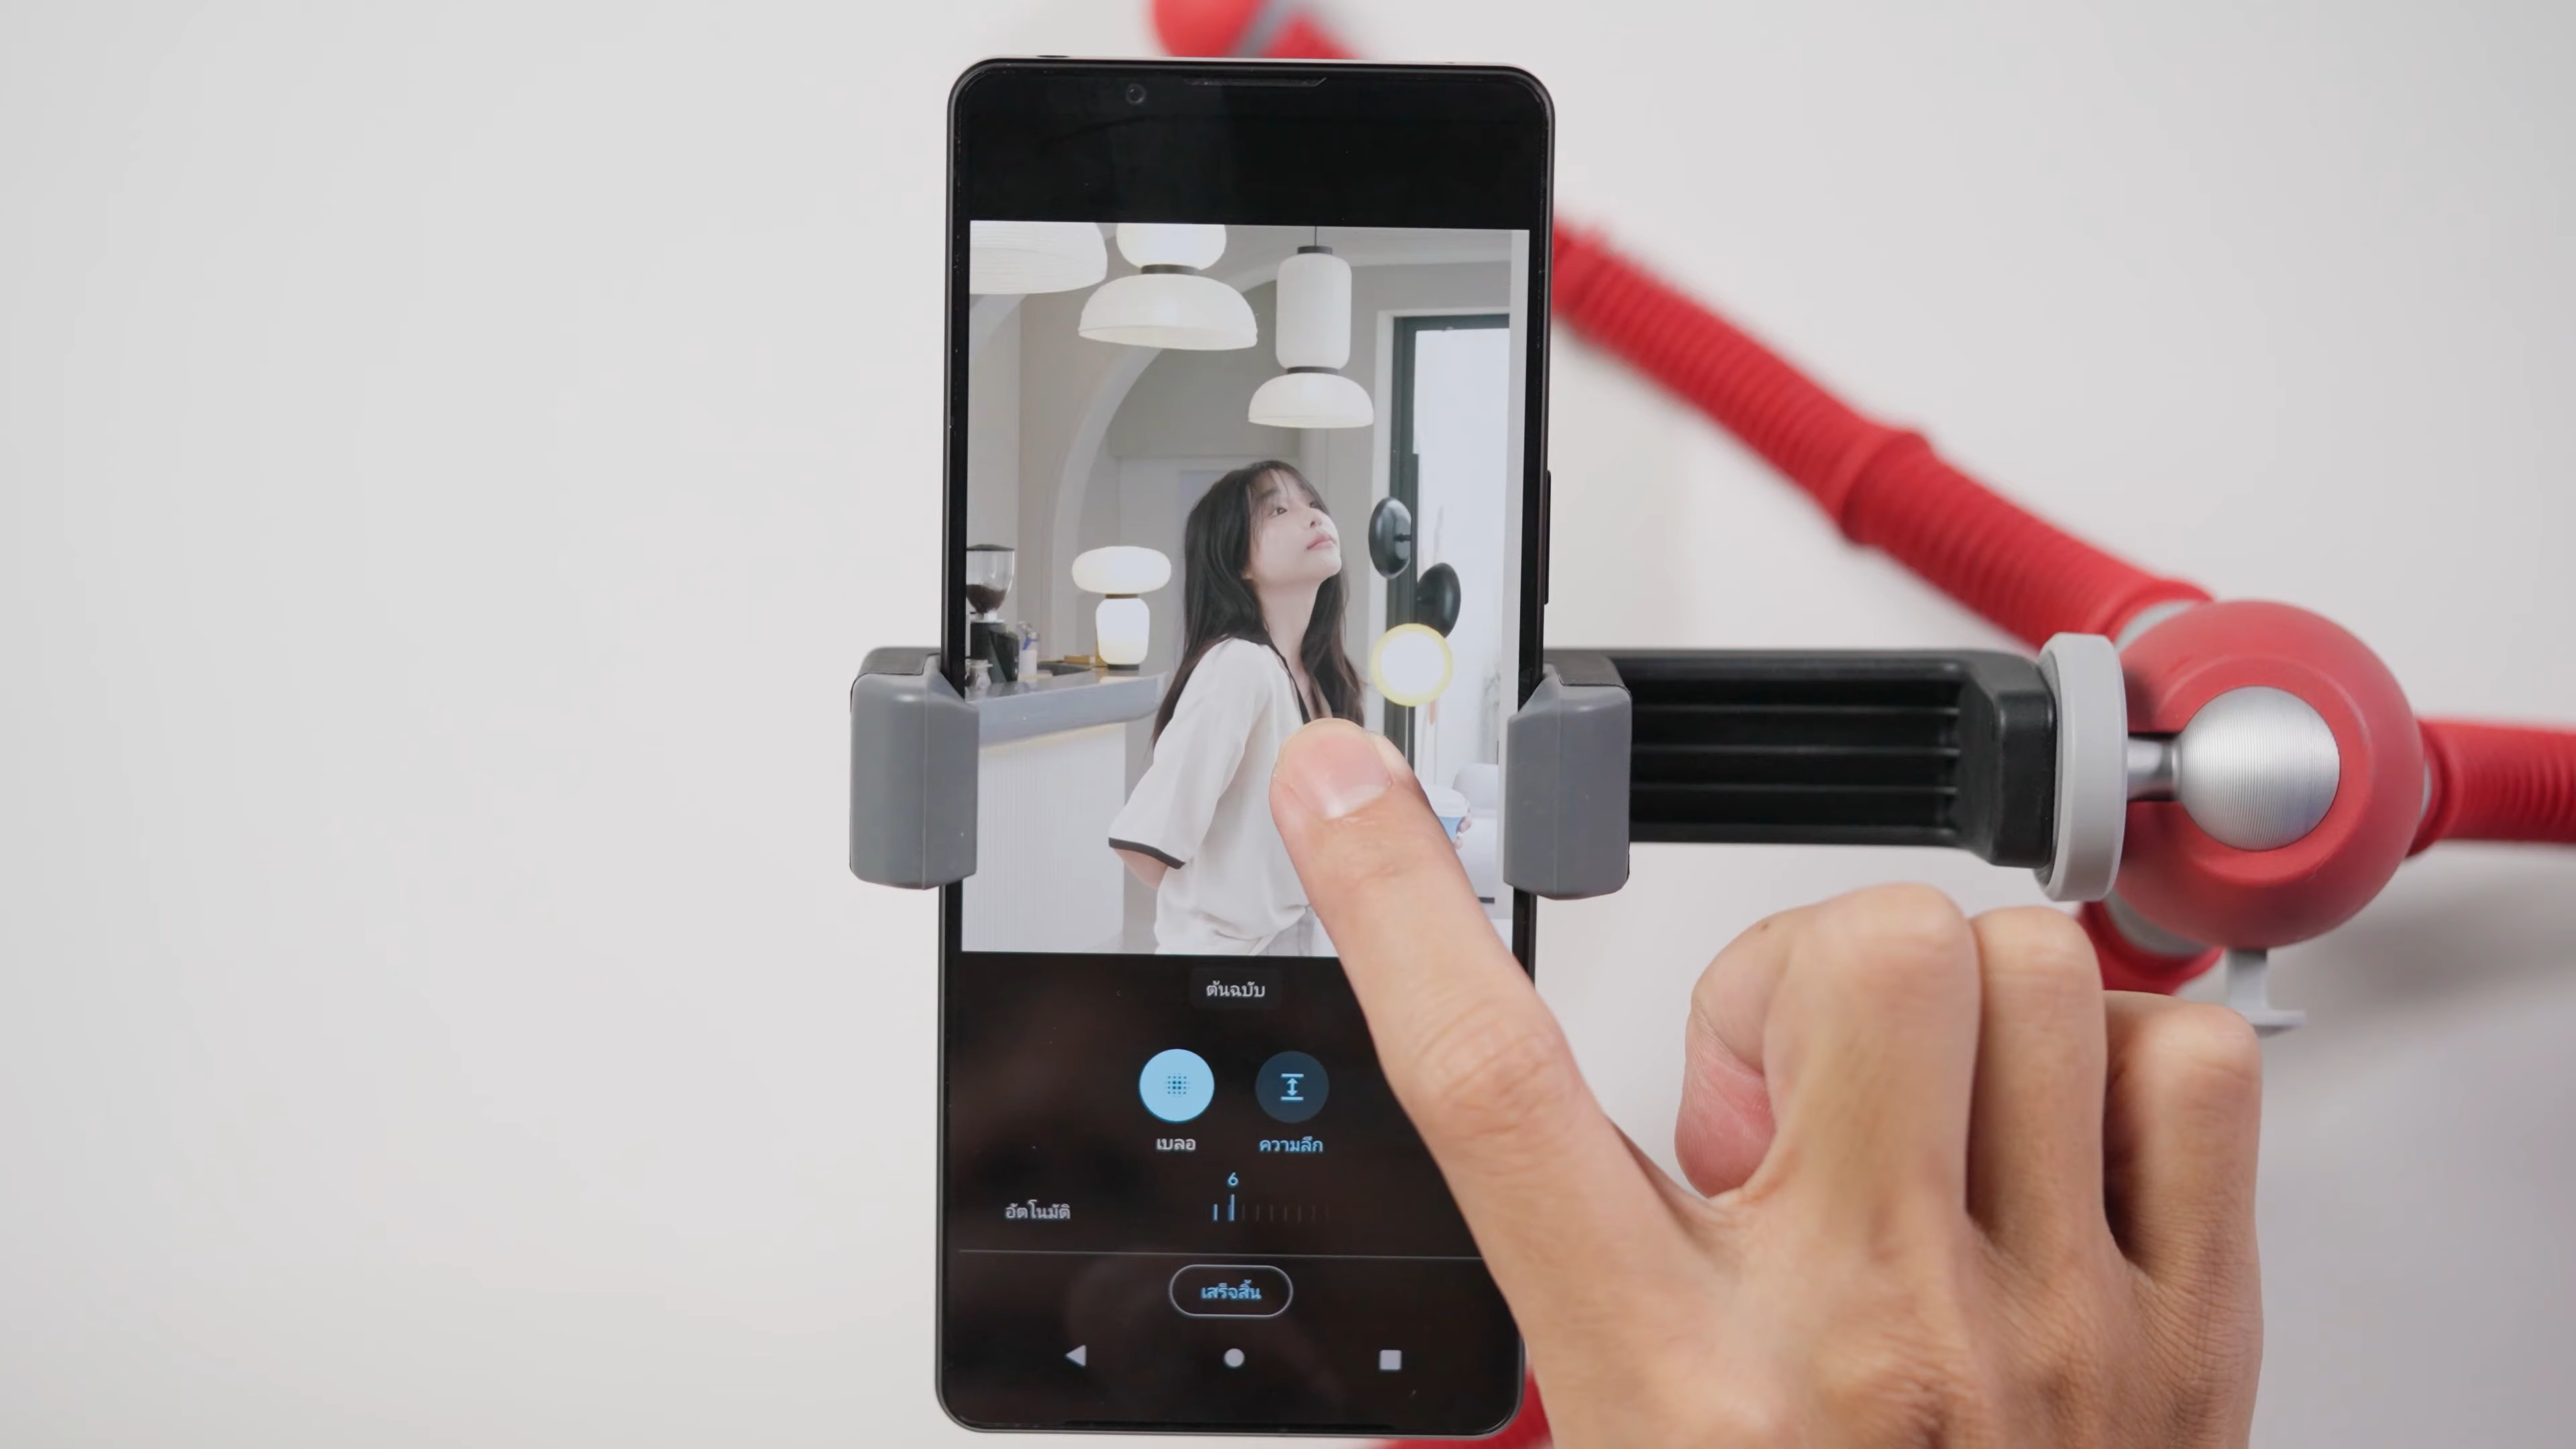 ต้นฉบับ
เบลอ ความลึก
6
อัตโนมัติ
เสร็จสิ้น